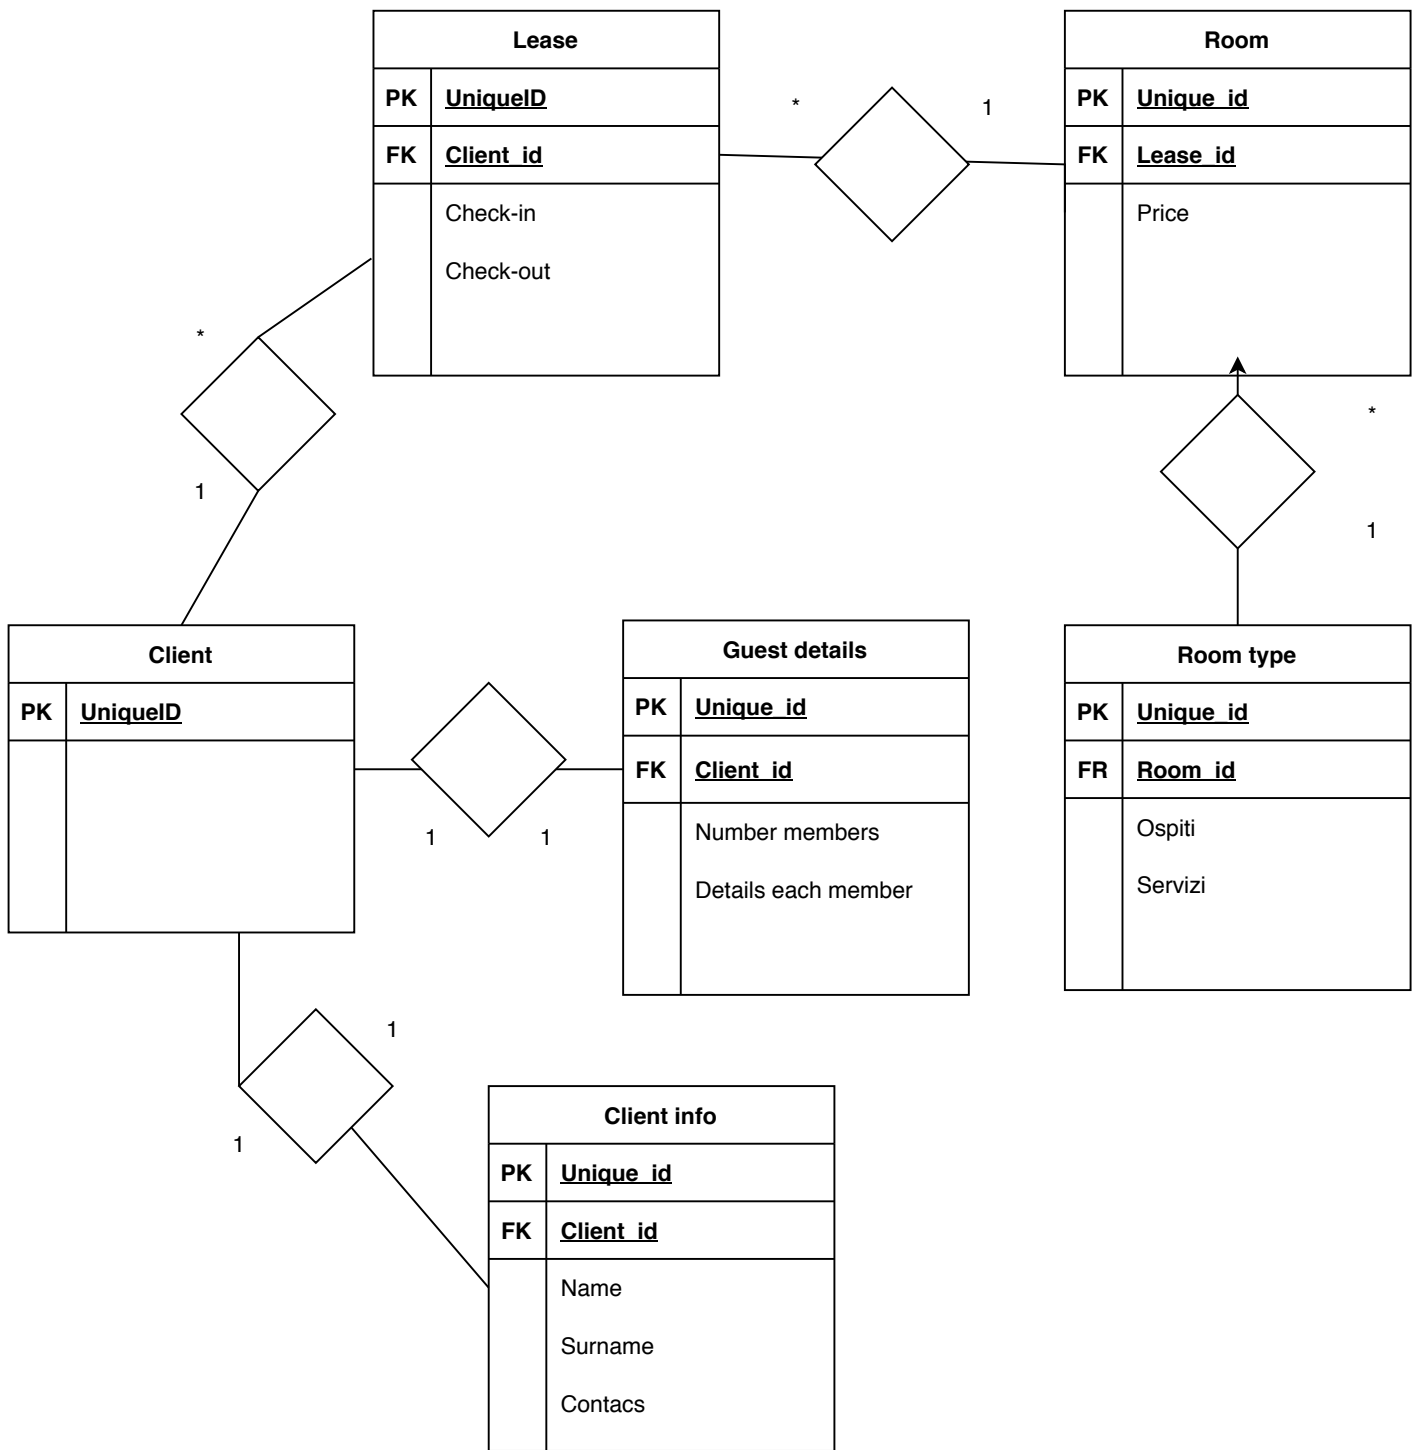 Lease
PK UniqueID
FK Client_id
Check-in
Check-out
* 1
Room
PK Unique_id
FK Lease_id
Price
*
1
*
1
Client
PK UniqueID
1 1
Guest details
PK Unique_id
FK Client_id
Number members
Details each member
Room type
PK Unique_id
FR Room_id
Ospiti
Servizi
1
1
Client info
PK Unique_id
FK Client_id
Name
Surname
Contacs